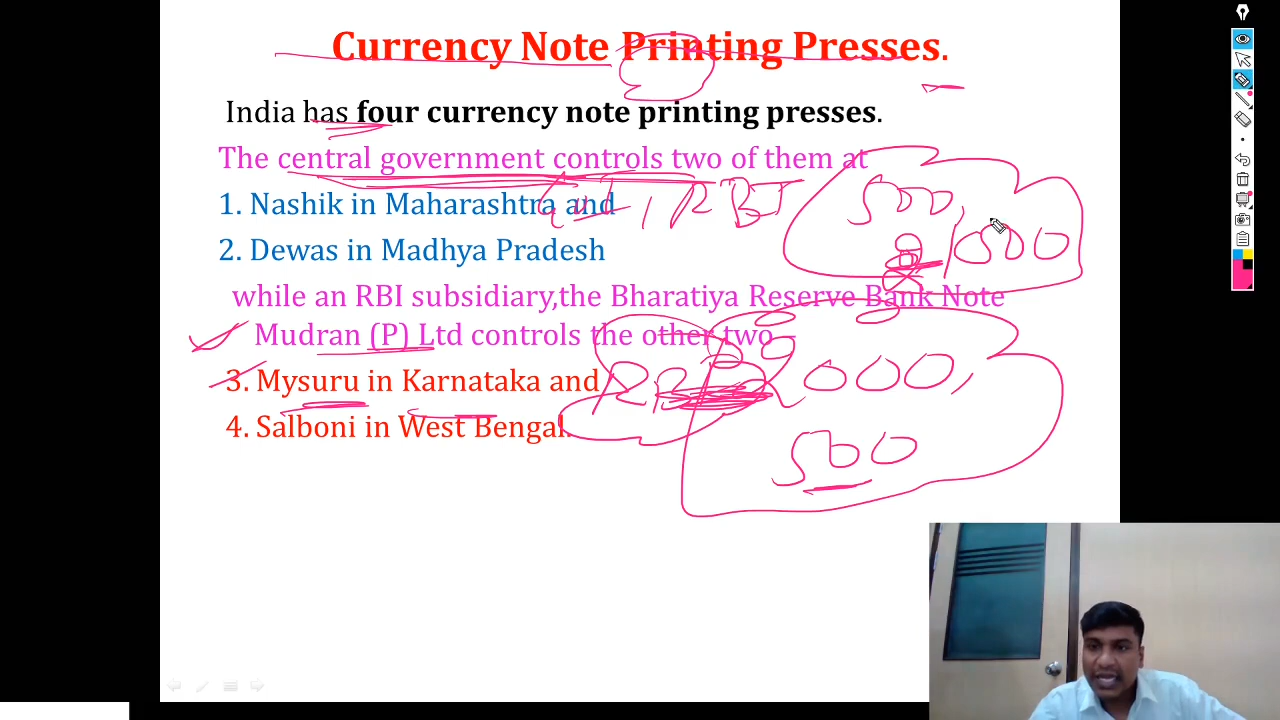 Currency Note Printing Presses.
India has four currency note printing presses.
The central government controls two of them at
1. Nashik in Maharashtra and
GI, RBI
500,
1000
2. Dewas in Madhya Pradesh
while an RBI subsidiary,the Bharatiya Reserve Bank Note
Mudran (P) Ltd controls the other two
3. Mysuru in Karnataka and
2000,
4. Salboni in West Bengal.
500